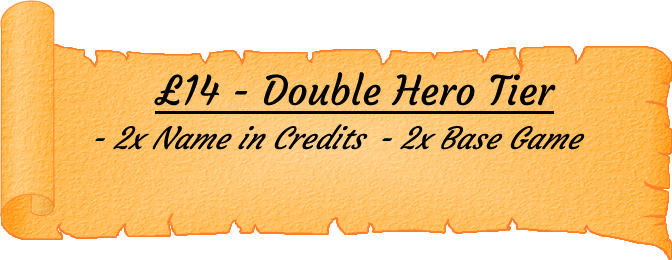 £14 - Double Hero Tier
- 2x Name in Credits - 2x Base Game